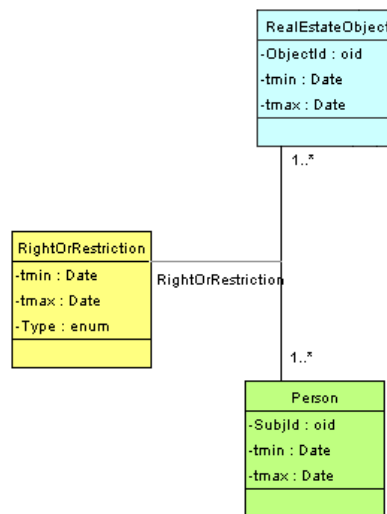 RealEstateObject
-ObjectId : oid
-tmin : Date
-tmax : Date
1..*
RightOrRestriction
-tmin : Date
-tmax : Date
-Type : enum
RightOrRestriction
1..*
Person
-SubjId : oid
-tmin : Date
-tmax : Date